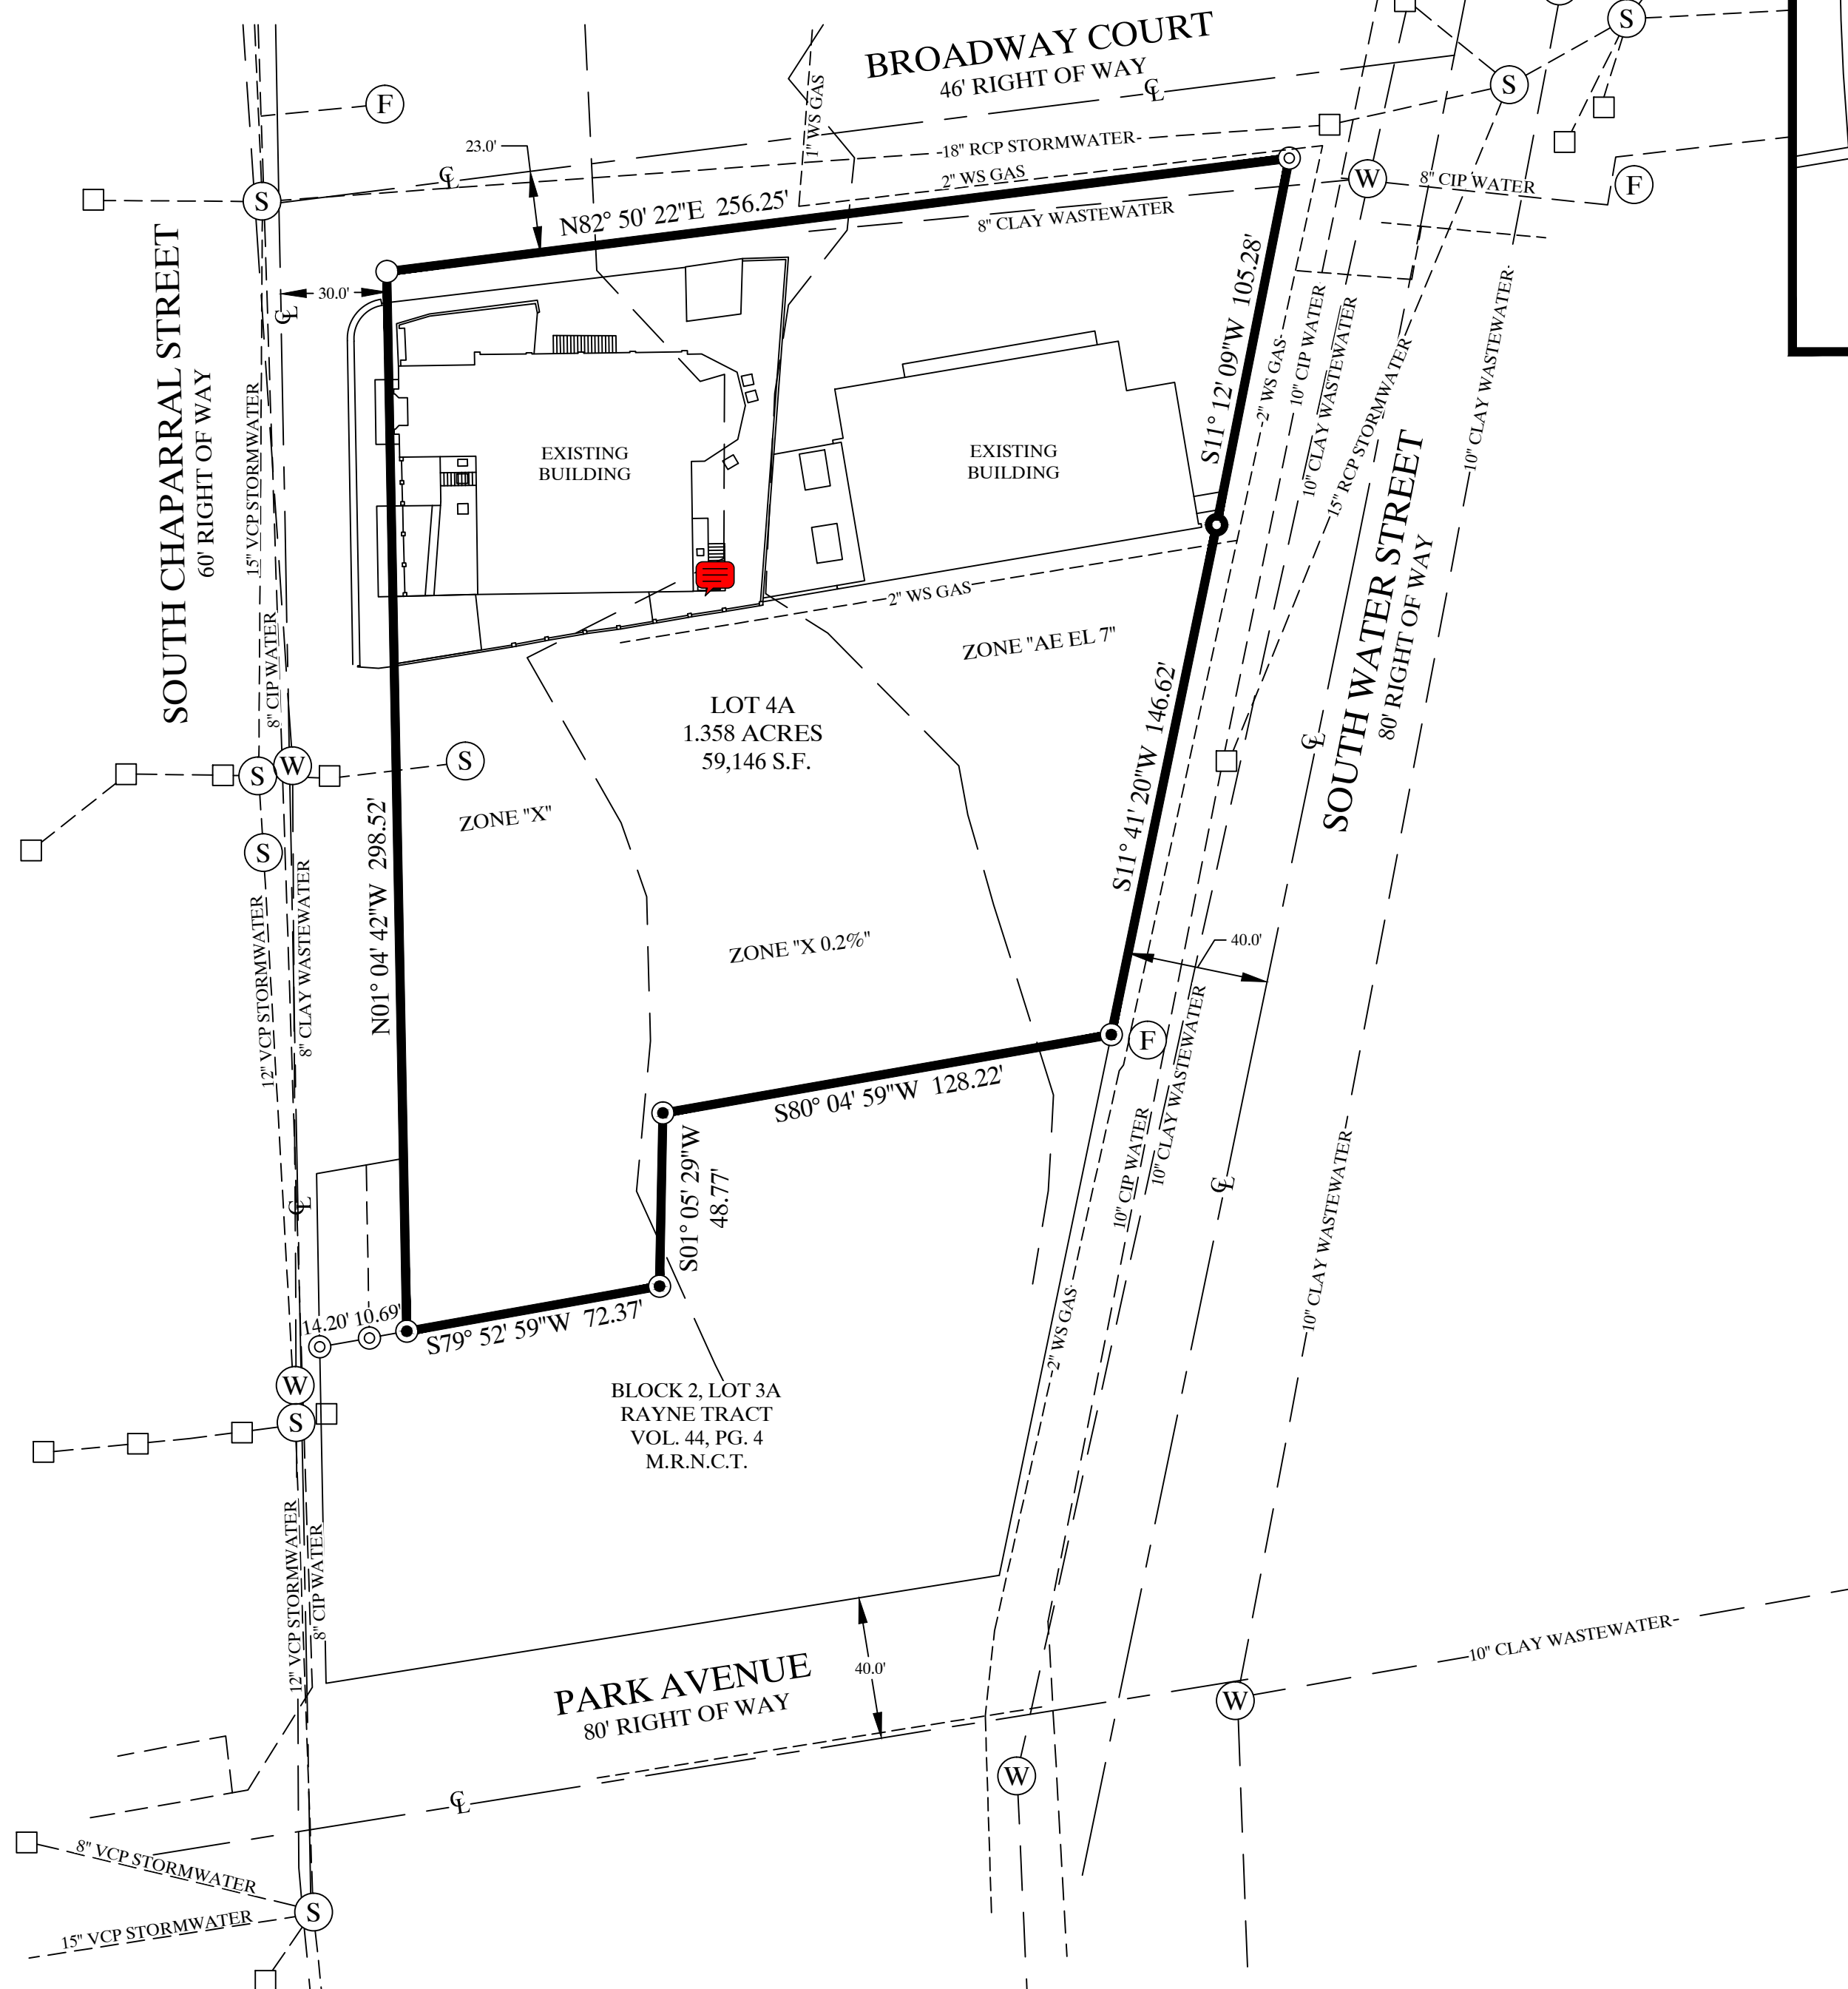 BROADWAY COURT
46' RIGHT OF WAY
℄
S
S
F
1" WS GAS
23.0'
18" RCP STORMWATER
2" WS GAS
℄
S
N82° 50' 22"E 256.25'
8" CLAY WASTEWATER
W
8" CIP WATER
F
30.0'
℄
SOUTH CHAPARRAL STREET
60' RIGHT OF WAY
15" VCP STORMWATER
8" CIP WATER
S11° 12' 09"W 105.28'
2" WS GAS
10" CIP WATER
10" CLAY WASTEWATER
15" RCP STORMWATER
10" CLAY WASTEWATER
EXISTING
BUILDING
EXISTING
BUILDING
2" WS GAS
ZONE "AE EL 7"
SOUTH WATER STREET
80' RIGHT OF WAY
℄
LOT 4A
1.358 ACRES
59,146 S.F.
S11° 41' 20"W 146.62'
S
W
S
S
ZONE "X"
N01° 04' 42"W 298.52'
12" VCP STORMWATER
8" CLAY WASTEWATER
ZONE "X 0.2%"
40.0'
F
10" CIP WATER
10" CLAY WASTEWATER
S80° 04' 59"W 128.22'
S01° 05' 29"W
48.77'
℄
℄
10" CLAY WASTEWATER
14.20' 10.69'
S79° 52' 59"W 72.37'
2" WS GAS
W
S
BLOCK 2, LOT 3A
RAYNE TRACT
VOL. 44, PG. 4
M.R.N.C.T.
12" VCP STORMWATER
8" CIP WATER
PARK AVENUE
80' RIGHT OF WAY
40.0'
10" CLAY WASTEWATER
W
W
℄
8" VCP STORMWATER
15" VCP STORMWATER
S